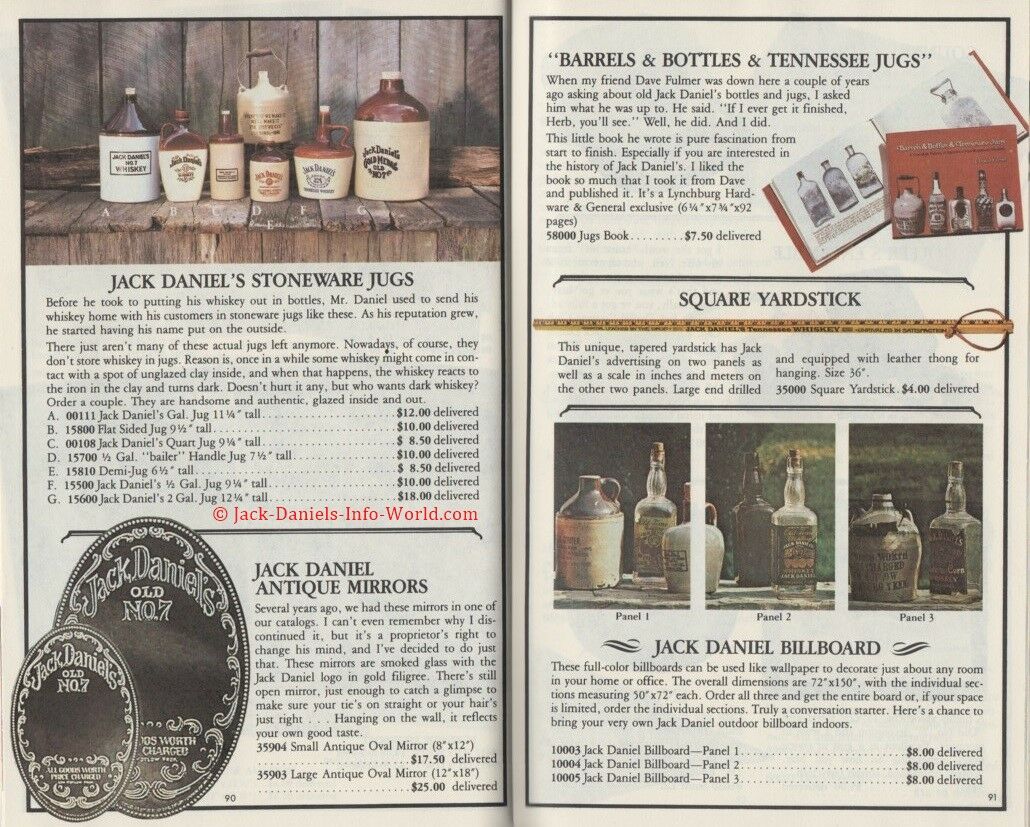 JACK DANIEL'S
NO.7
WHISKEY
Jack Daniel's
OLD MENDE
OLD
NO7
A B C D E F G
JACK DANIEL'S STONEWARE JUGS
Before he took to putting his whiskey out in bottles, Mr. Daniel used to send his
whiskey home with his customers in stoneware jugs like these. As his reputation grew,
he started having his name put on the outside.
There just aren't many of these actual jugs left anymore. Nowadays, of course, they
don't store whiskey in jugs. Reason is, once in a while some whiskey might come in con-
tact with a spot of unglazed clay inside, and when that happens, the whiskey reacts to
the iron in the clay and turns dark. Doesn't hurt it any, but who wants dark whiskey?
Order a couple. They are handsome and authentic, glazed inside and out.
A. 00111 Jack Daniel's Gal. Jug 11¼" tall . . . . . . . . . . $12.00 delivered
B. 15800 Flat Sided Jug 9½" tall . . . . . . . . . . $10.00 delivered
C. 00108 Jack Daniel's Quart Jug 9¼" tall . . . . . . . . . . $ 8.50 delivered
D. 15700 ½ Gal. "bailer" Handle Jug 7½" tall . . . . . . . . . . $10.00 delivered
E. 15810 Demi-Jug 6½" tall . . . . . . . . . . $ 8.50 delivered
F. 15500 Jack Daniel's ½ Gal. Jug 9¼" tall . . . . . . . . . . $10.00 delivered
G. 15600 Jack Daniel's 2 Gal. Jug 12¼" tall . . . . . . . . . . $18.00 delivered
© Jack-Daniels-Info-World.com
Jack Daniel's
OLD
NO.7
Jack Daniel's
OLD
NO.7
ALL GOODS WORTH
PRICE CHARGED
JACK DANIEL
ANTIQUE MIRRORS
Several years ago, we had these mirrors in one of
our catalogs. I can't even remember why I dis-
continued it, but it's a proprietor's right to
change his mind, and I've decided to do just
that. These mirrors are smoked glass with the
Jack Daniel logo in gold filigree. There's still
open mirror, just enough to catch a glimpse to
make sure your tie's on straight or your hair's
just right . . . Hanging on the wall, it reflects
your own good taste.
35904 Small Antique Oval Mirror (8"x12")
. . . . . . . . . . $17.50 delivered
35903 Large Antique Oval Mirror (12"x18")
. . . . . . . . . . $25.00 delivered
90
"BARRELS & BOTTLES & TENNESSEE JUGS"
When my friend Dave Fulmer was down here a couple of years
ago asking about old Jack Daniel's bottles and jugs, I asked
him what he was up to. He said. "If I ever get it finished,
Herb, you'll see." Well, he did. And I did.
This little book he wrote is pure fascination from
start to finish. Especially if you are interested in
the history of Jack Daniel's. I liked the
book so much that I took it from Dave
and published it. It's a Lynchburg Hard-
ware & General exclusive (6¼"x7¾"x92
pages)
58000 Jugs Book . . . . . . . . . $7.50 delivered
Barrels & Bottles & Tennessee Jugs
SQUARE YARDSTICK
JACK DANIEL'S Tennessee WHISKEY
This unique, tapered yardstick has Jack
Daniel's advertising on two panels as
well as a scale in inches and meters on
the other two panels. Large end drilled
and equipped with leather thong for
hanging. Size 36".
35000 Square Yardstick . $4.00 delivered
Panel 1
Panel 2
Panel 3
JACK DANIEL BILLBOARD
These full-color billboards can be used like wallpaper to decorate just about any room
in your home or office. The overall dimensions are 72"x150", with the individual sec-
tions measuring 50"x72" each. Order all three and get the entire board or, if your space
is limited, order the individual sections. Truly a conversation starter. Here's a chance to
bring your very own Jack Daniel outdoor billboard indoors.
10003 Jack Daniel Billboard—Panel 1 . . . . . . . . . . $8.00 delivered
10004 Jack Daniel Billboard—Panel 2 . . . . . . . . . . $8.00 delivered
10005 Jack Daniel Billboard—Panel 3 . . . . . . . . . . $8.00 delivered
91